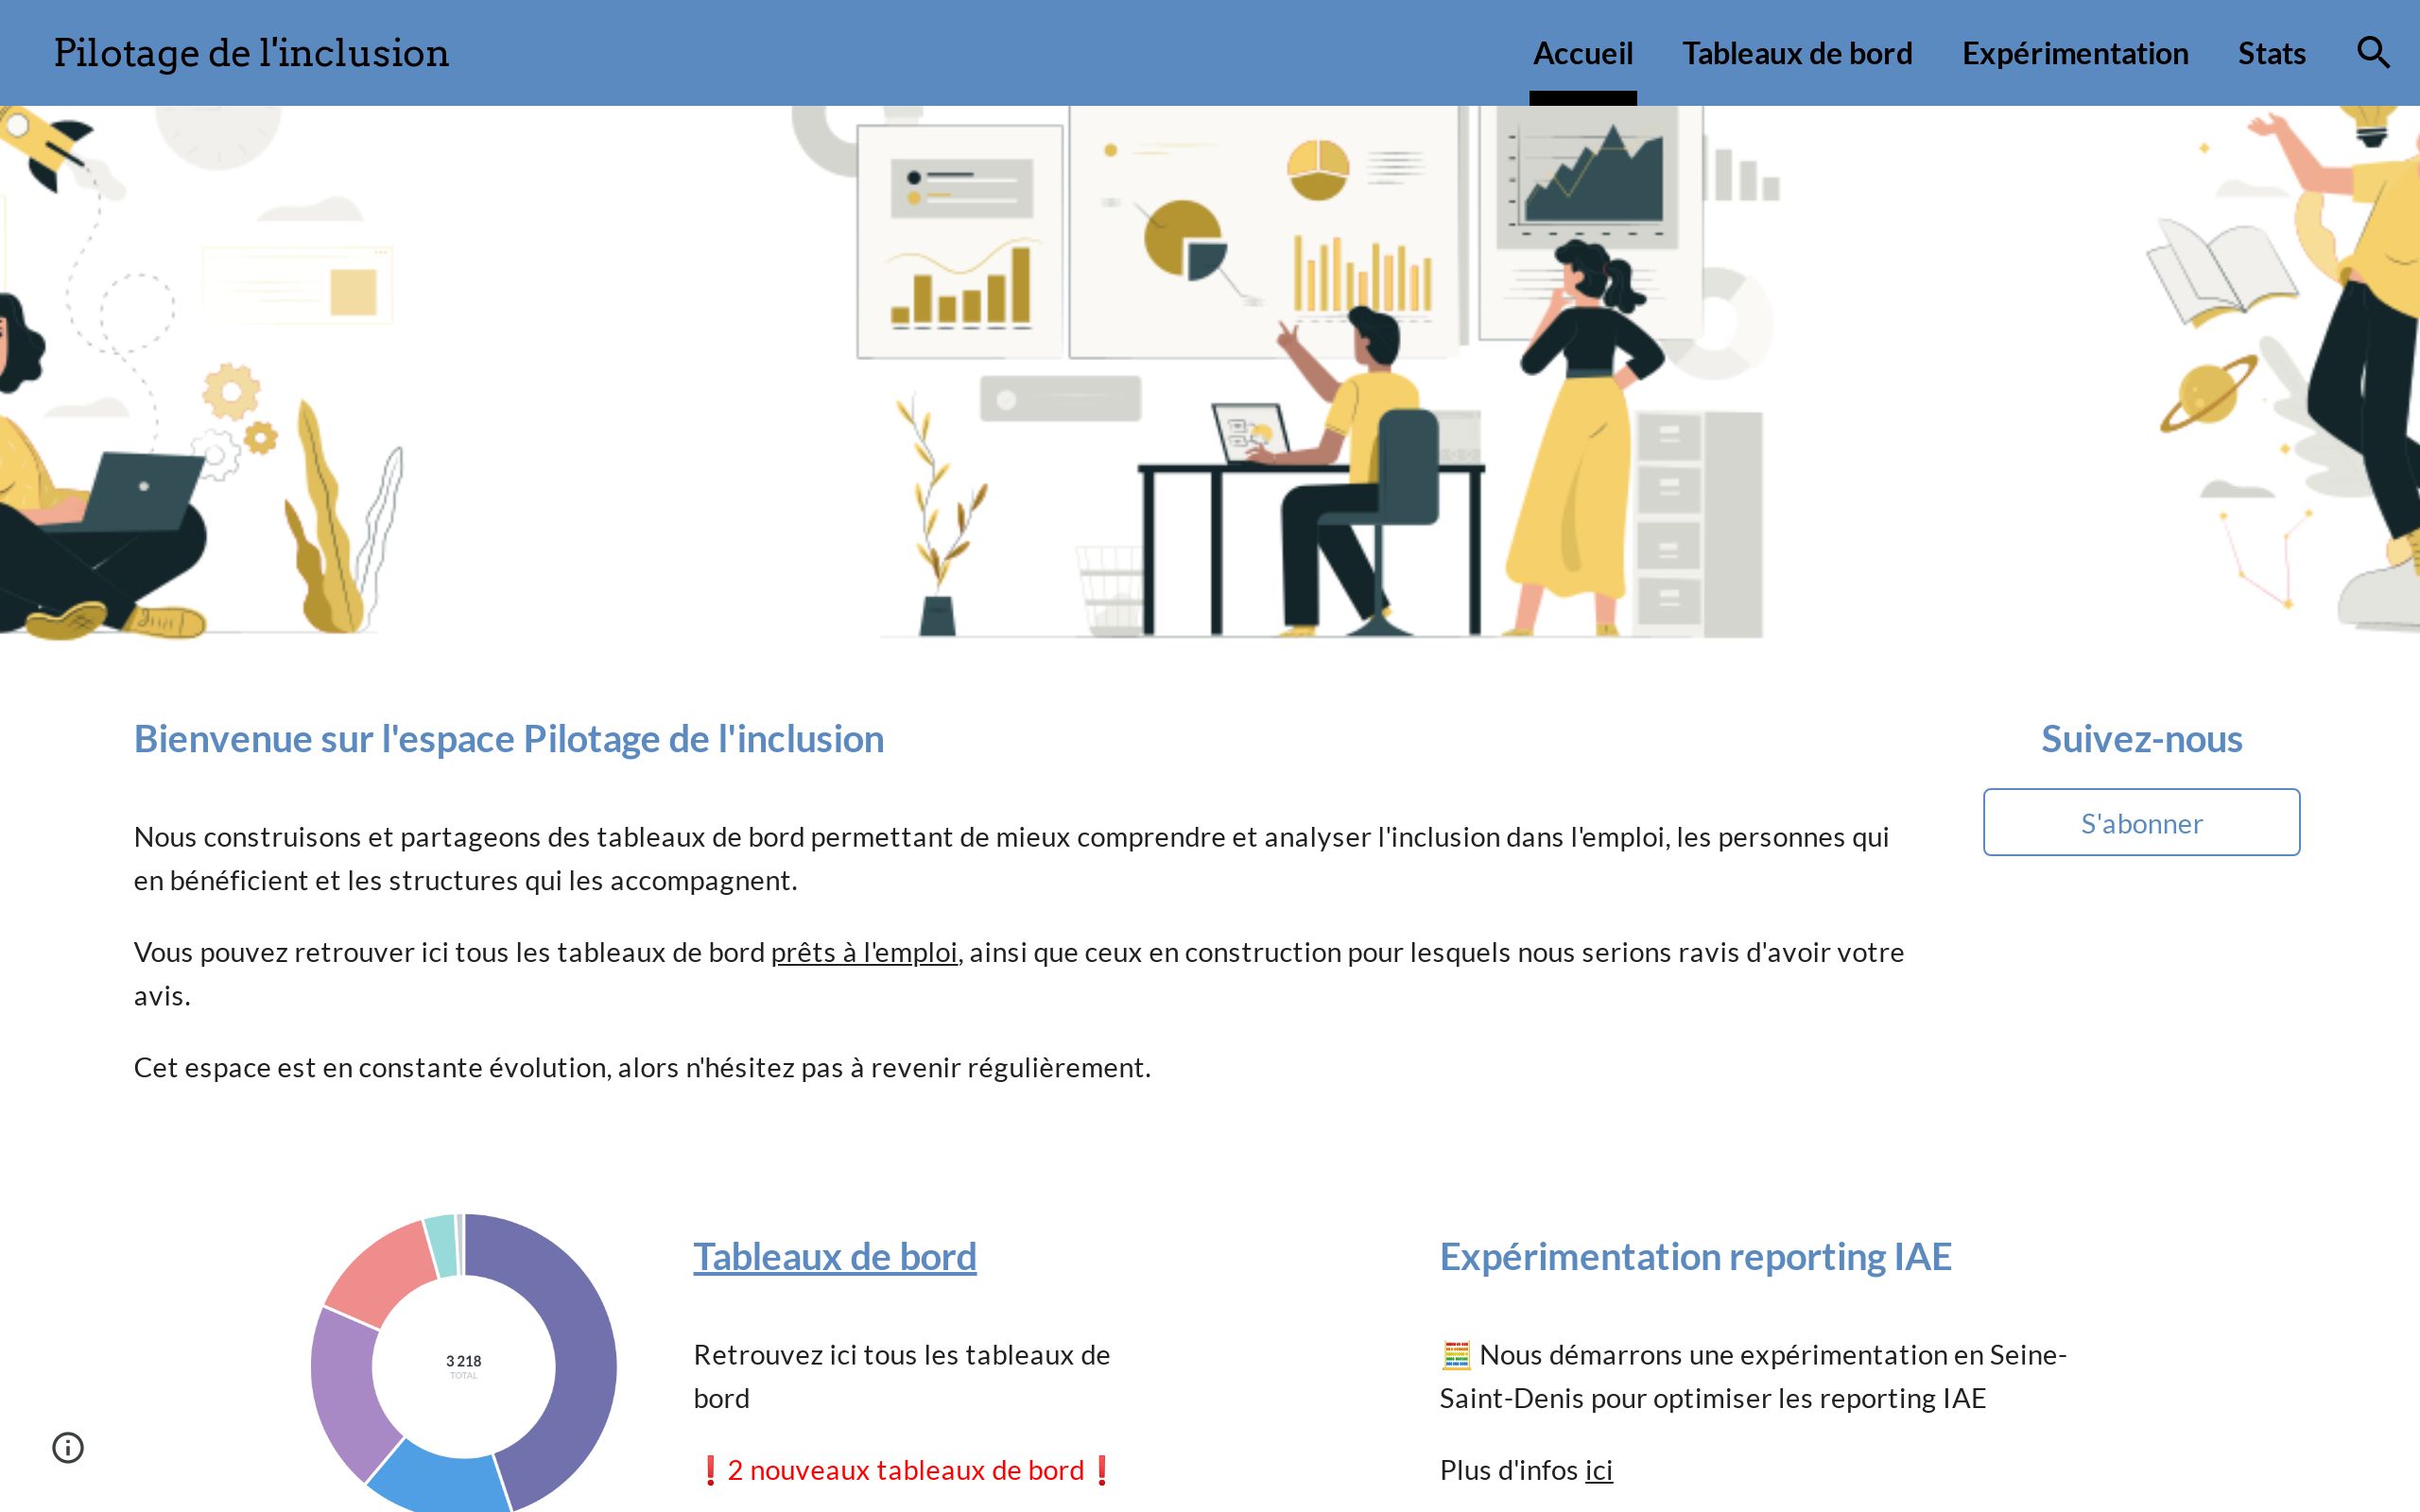 Pilotage de l'inclusion
Accueil
Tableaux de bord
Expérimentation
Stats
Bienvenue sur l'espace Pilotage de l'inclusion
Nous construisons et partageons des tableaux de bord permettant de mieux comprendre et analyser l'inclusion dans l'emploi, les personnes qui
en bénéficient et les structures qui les accompagnent.
Vous pouvez retrouver ici tous les tableaux de bord prêts à l'emploi, ainsi que ceux en construction pour lesquels nous serions ravis d'avoir votre
avis.
Cet espace est en constante évolution, alors n'hésitez pas à revenir régulièrement.
Suivez-nous
S'abonner
3 218
TOTAL
Tableaux de bord
Retrouvez ici tous les tableaux de
bord
❗2 nouveaux tableaux de bord❗
Expérimentation reporting IAE
🧮 Nous démarrons une expérimentation en Seine-
Saint-Denis pour optimiser les reporting IAE
Plus d'infos ici